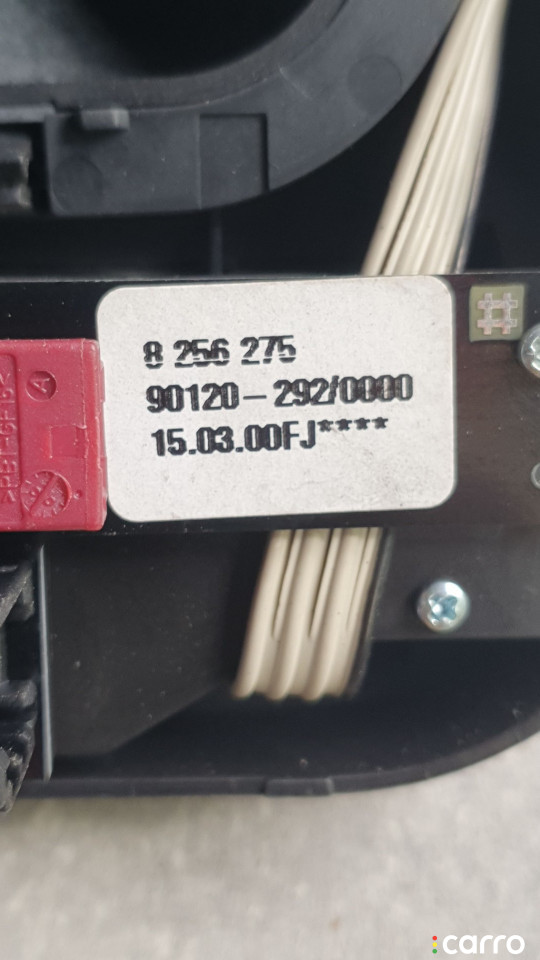 8 256 275
90120-292/0000
15.03.00FJ****
A
carro